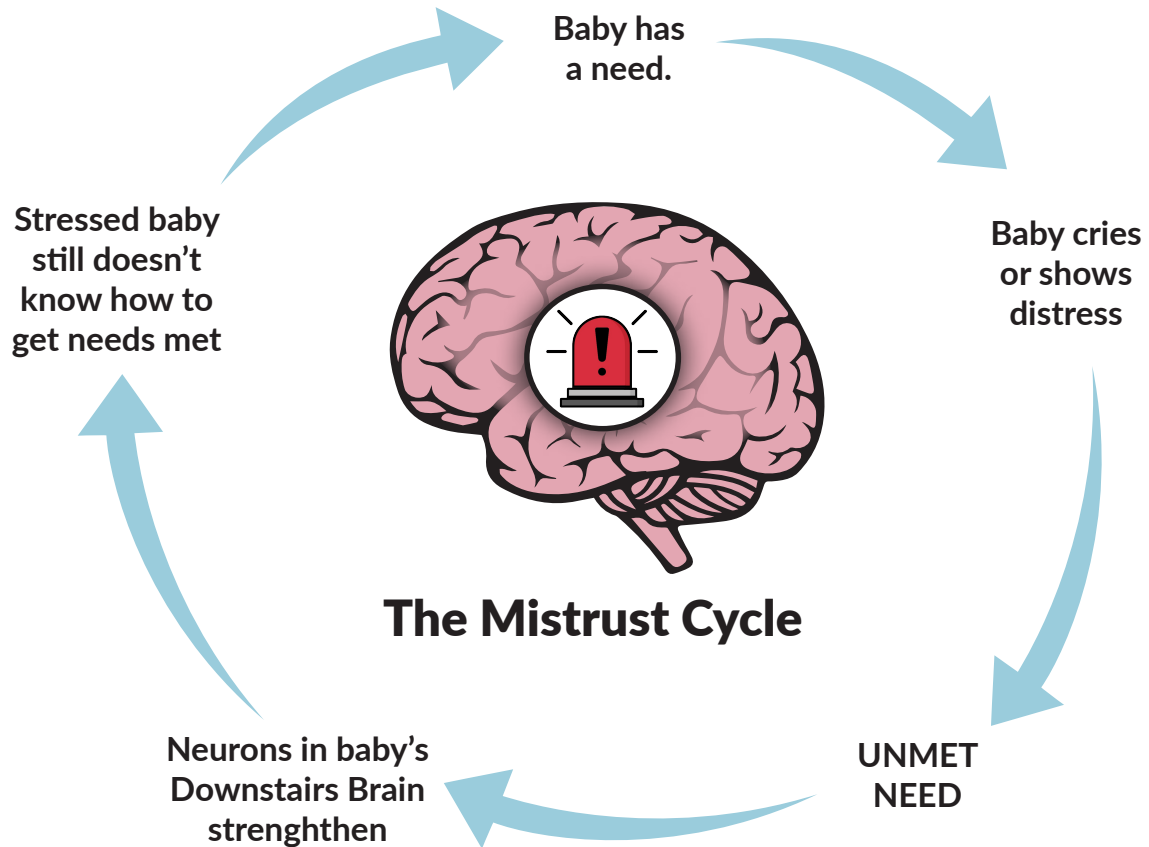 Baby has
a need.
Baby cries
or shows
distress
UNMET
NEED
Neurons in baby’s
Downstairs Brain
strenghthen
Stressed baby
still doesn’t
know how to
get needs met
!
The Mistrust Cycle